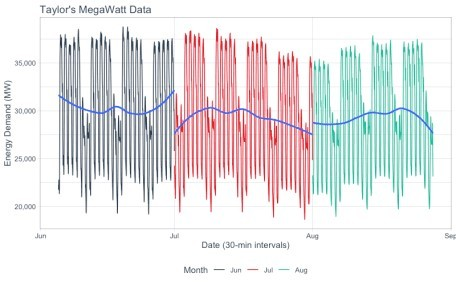 Taylor's MegaWatt Data
Energy Demand (MW)
35,000
30,000
25,000
20,000
Jun
Jul
Aug
Sep
Date (30-min intervals)
Month Jun Jul Aug